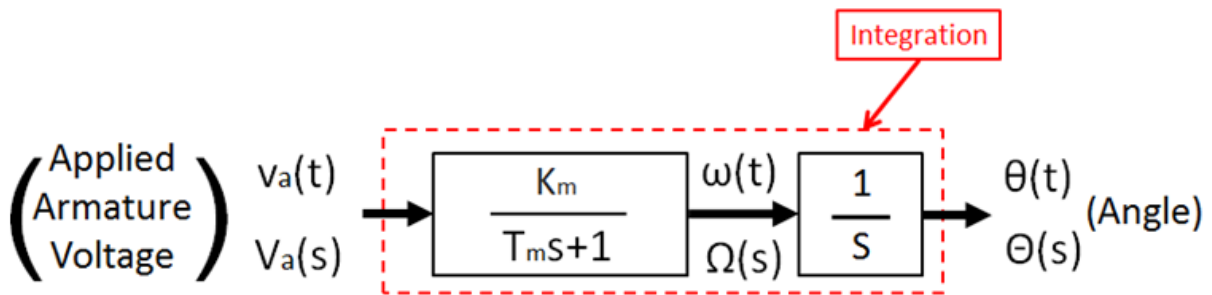 Integration
Applied
Armature
Voltage
va(t)
Va(s)
Km
Tms+1
ω(t)
Ω(s)
1
S
θ(t)
Θ(s)
(Angle)